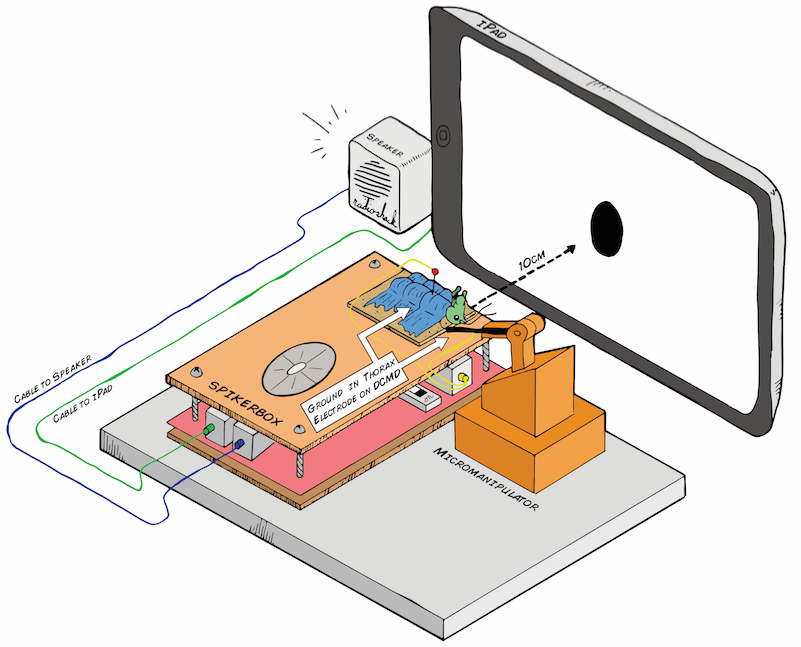 iPAD
SPEAKER
radioshack
10CM
GROUND IN THORAX
ELECTRODE ON DCMD
SPIKERBOX
CABLE TO SPEAKER
CABLE TO iPAD
MICROMANIPULATOR